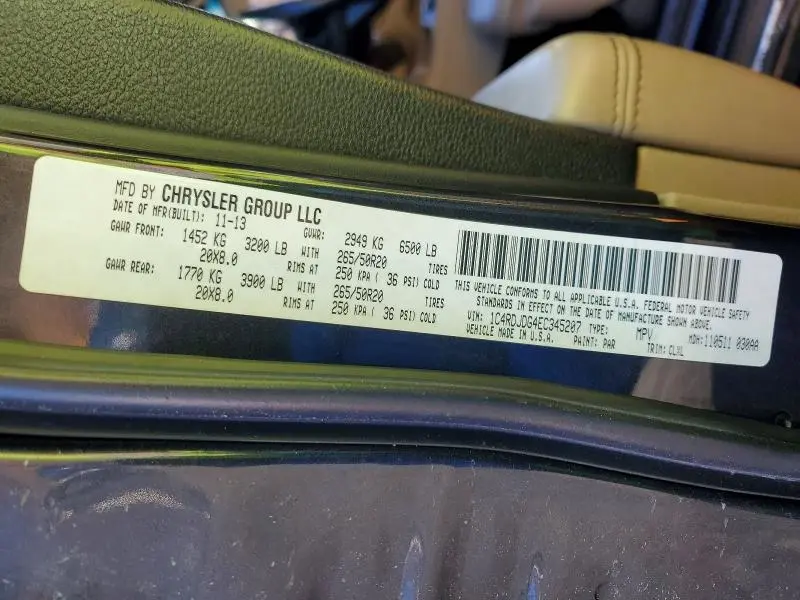 MFD BY CHRYSLER GROUP LLC
DATE OF MFR(BUILT): 11-13 GVWR: 2949 KG 6500 LB
GAWR FRONT: 1452 KG 3200 LB WITH 265/50R20 TIRES
20X8.0 RIMS AT 250 KPA ( 36 PSI) COLD
GAWR REAR: 1770 KG 3900 LB WITH 265/50R20 TIRES
20X8.0 RIMS AT 250 KPA ( 36 PSI) COLD
THIS VEHICLE CONFORMS TO ALL APPLICABLE U.S.A. FEDERAL MOTOR VEHICLE SAFETY
STANDARDS IN EFFECT ON THE DATE OF MANUFACTURE SHOWN ABOVE.
VIN: 1C4RDJDG4EC345207 TYPE: MPV MDH: 110511 030AA
VEHICLE MADE IN U.S.A. PAINT: PAR TRIM: CLXL